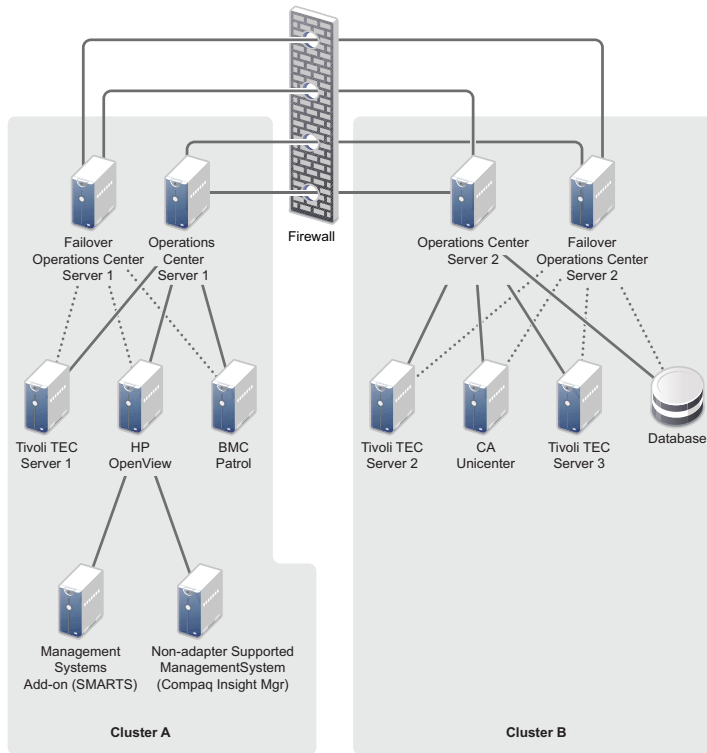 Firewall
Failover
Operations Center
Server 1
Operations
Center
Server 1
Operations Center
Server 2
Failover
Operations Center
Server 2
Tivoli TEC
Server 1
HP
OpenView
BMC
Patrol
Tivoli TEC
Server 2
CA
Unicenter
Tivoli TEC
Server 3
Database
Management
Systems
Add-on (SMARTS)
Non-adapter Supported
ManagementSystem
(Compaq Insight Mgr)
Cluster A
Cluster B